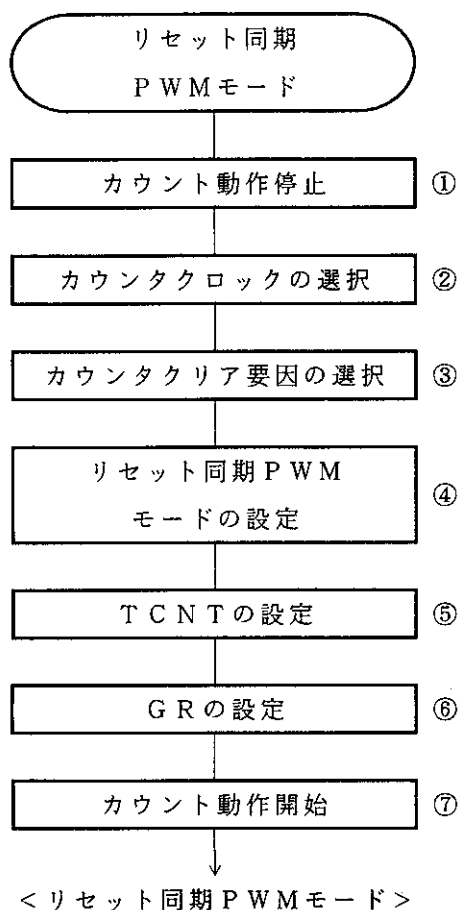 リセット同期
PWMモード
カウント動作停止 ①
カウンタクロックの選択 ②
カウンタクリア要因の選択 ③
リセット同期PWM
モードの設定 ④
TCNTの設定 ⑤
GRの設定 ⑥
カウント動作開始 ⑦
<リセット同期PWMモード>